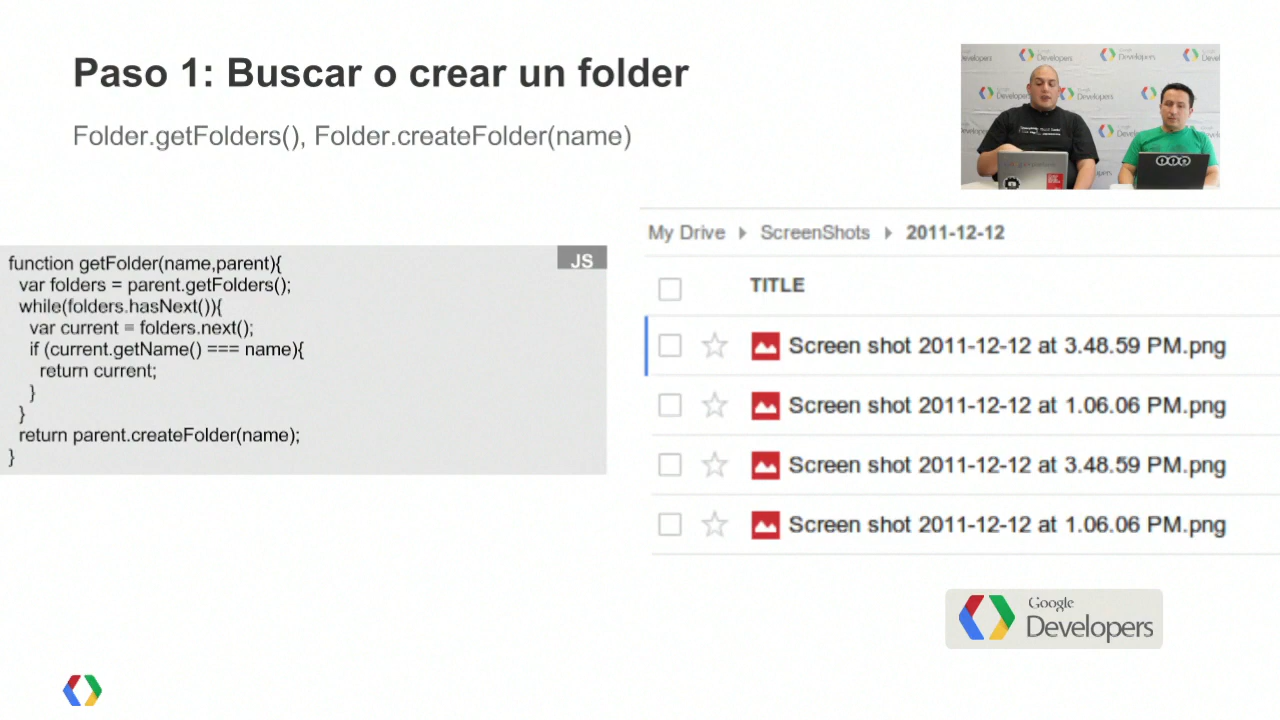 Paso 1: Buscar o crear un folder
Folder.getFolders(), Folder.createFolder(name)
JS
function getFolder(name,parent){
var folders = parent.getFolders();
while(folders.hasNext()){
var current = folders.next();
if (current.getName() === name){
return current;
}
}
return parent.createFolder(name);
}
My Drive
ScreenShots
2011-12-12
TITLE
Screen shot 2011-12-12 at 3.48.59 PM.png
Screen shot 2011-12-12 at 1.06.06 PM.png
Screen shot 2011-12-12 at 3.48.59 PM.png
Screen shot 2011-12-12 at 1.06.06 PM.png
Google
Developers